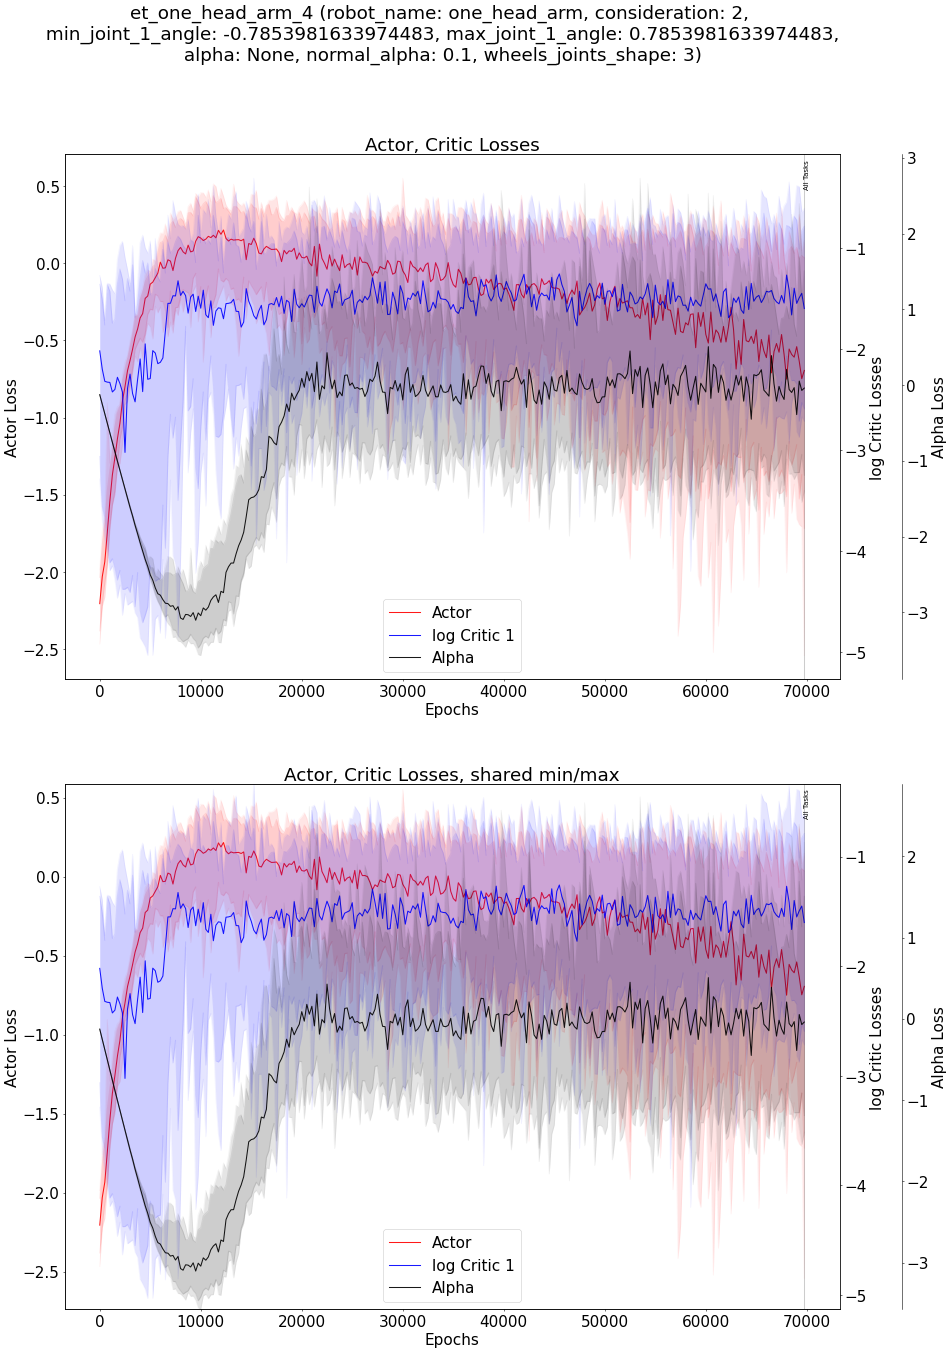 et_one_head_arm_4 (robot_name: one_head_arm, consideration: 2,
min_joint_1_angle: -0.7853981633974483, max_joint_1_angle: 0.7853981633974483,
alpha: None, normal_alpha: 0.1, wheels_joints_shape: 3)
Actor, Critic Losses
0.5
0.0
−0.5
−1.0
−1.5
−2.0
−2.5
Actor Loss
All Tasks
−1
−2
−3
−4
−5
log Critic Losses
3
2
1
0
−1
−2
−3
Alpha Loss
Actor
log Critic 1
Alpha
0 10000 20000 30000 40000 50000 60000 70000
Epochs
Actor, Critic Losses, shared min/max
0.5
0.0
−0.5
−1.0
−1.5
−2.0
−2.5
Actor Loss
All Tasks
−1
−2
−3
−4
−5
log Critic Losses
2
1
0
−1
−2
−3
Alpha Loss
Actor
log Critic 1
Alpha
0 10000 20000 30000 40000 50000 60000 70000
Epochs